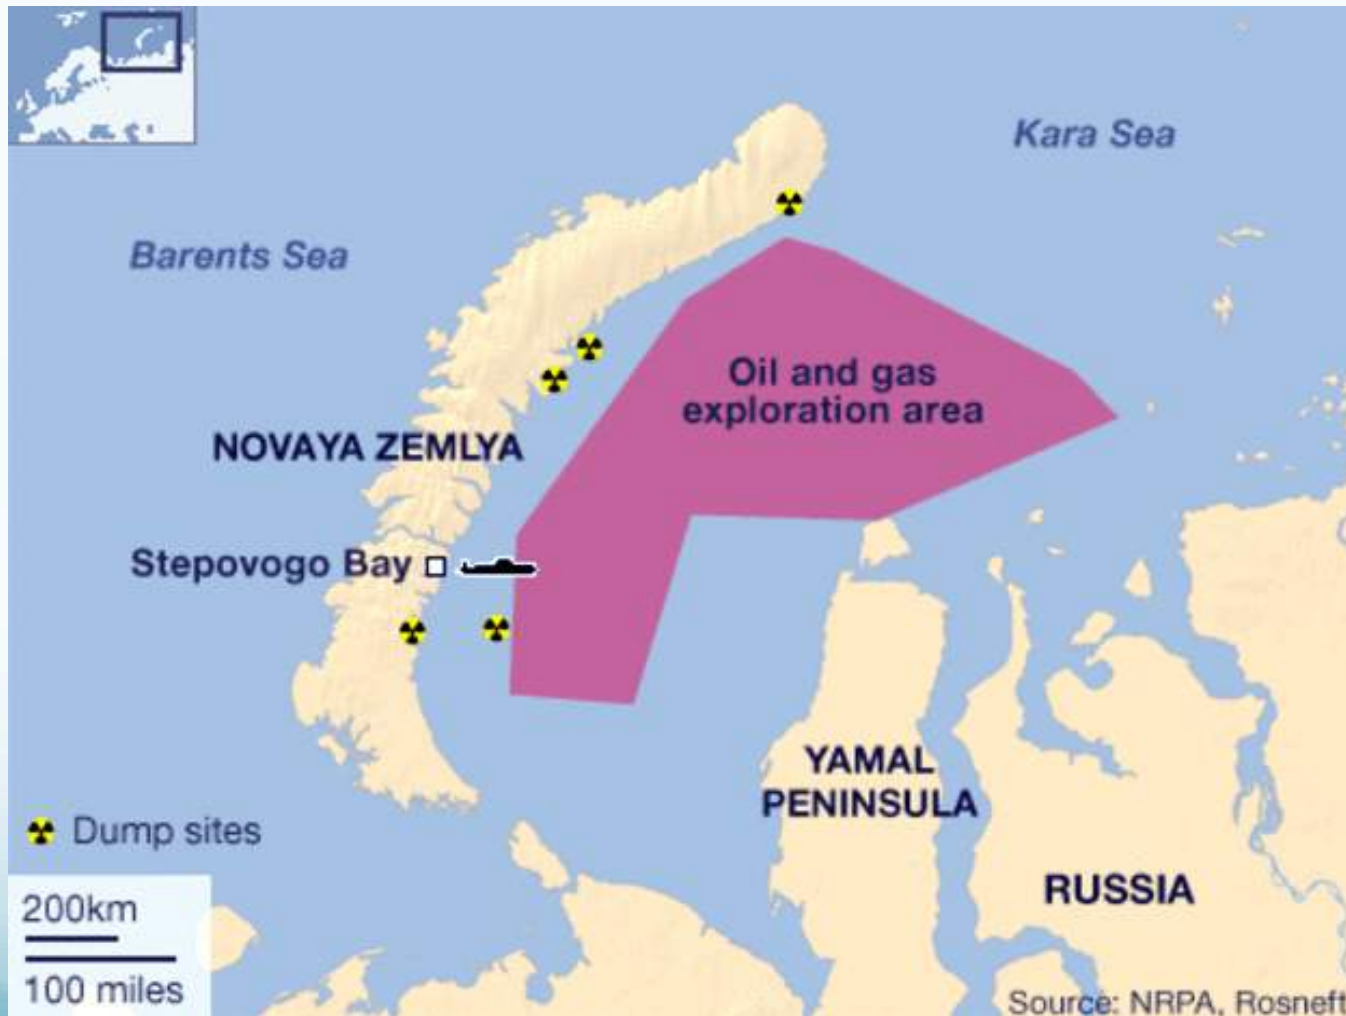 Kara Sea
Barents Sea
Oil and gas
exploration area
NOVAYA ZEMLYA
Stepovogo Bay
YAMAL
PENINSULA
Dump sites
RUSSIA
200km
100 miles
Source: NRPA, Rosneft